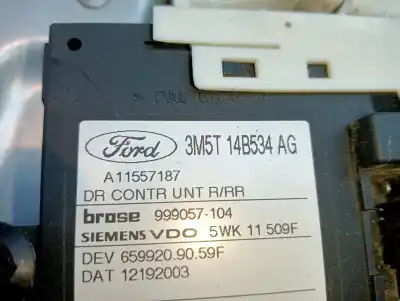 Ford 3M5T 14B534 AG
A11557187
DR CONTR UNT R/RR
brose 999057-104
SIEMENS VDO 5WK 11 509F
DEV 659920.90.59F
DAT 12192003